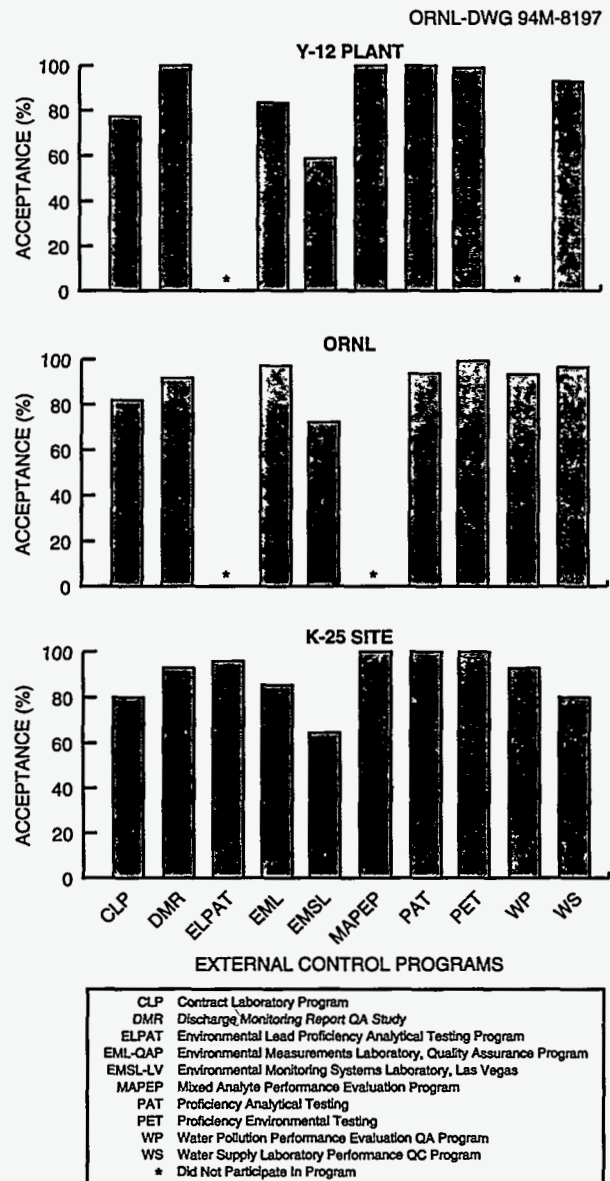 ORNL-DWG 94M-8197
Y-12 PLANT
ACCEPTANCE (%)
100
80
60
40
20
0
*
*
ORNL
ACCEPTANCE (%)
100
80
60
40
20
0
*
*
K-25 SITE
ACCEPTANCE (%)
100
80
60
40
20
0
CLP
DMR
ELPAT
EML
EMSL
MAPEP
PAT
PET
WP
WS
EXTERNAL CONTROL PROGRAMS
CLP Contract Laboratory Program
DMR Discharge Monitoring Report QA Study
ELPAT Environmental Lead Proficiency Analytical Testing Program
EML-QAP Environmental Measurements Laboratory, Quality Assurance Program
EMSL-LV Environmental Monitoring Systems Laboratory, Las Vegas
MAPEP Mixed Analyte Performance Evaluation Program
PAT Proficiency Analytical Testing
PET Proficiency Environmental Testing
WP Water Pollution Performance Evaluation QA Program
WS Water Supply Laboratory Performance QC Program
* Did Not Participate In Program